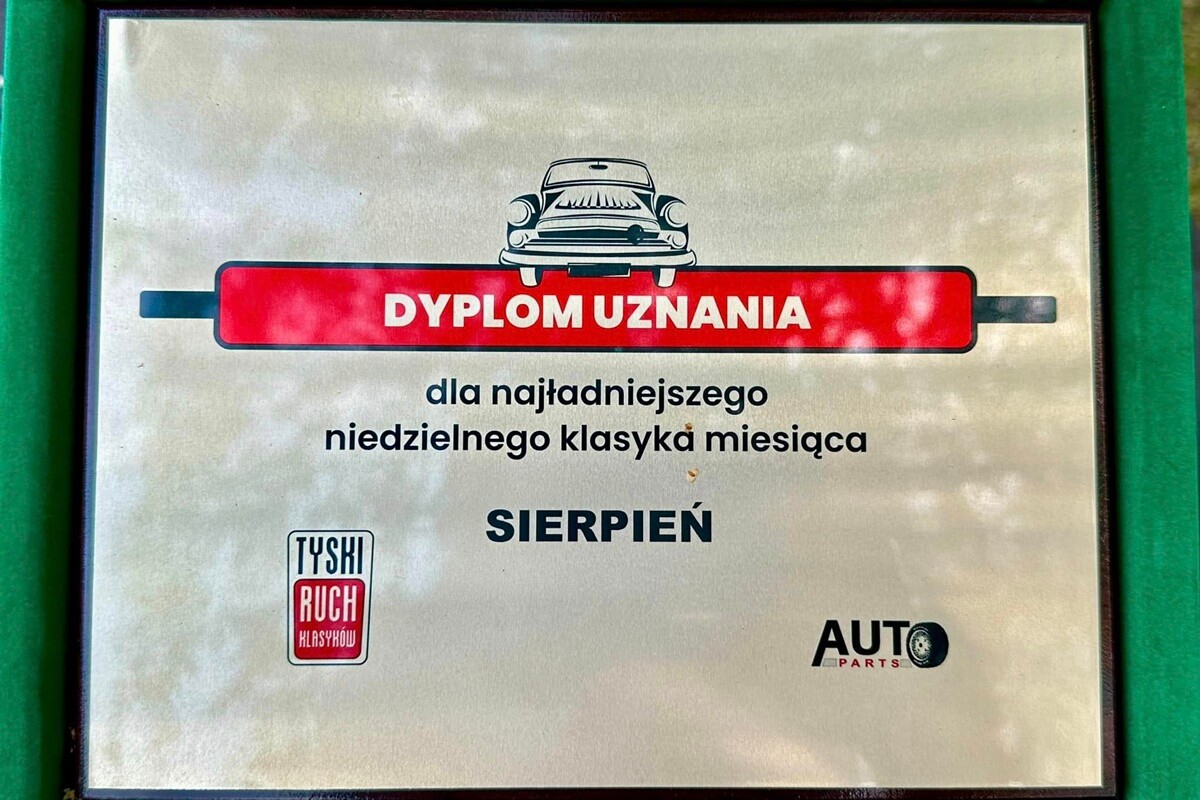 DYPLOM UZNANIA
dla najładniejszego
niedzielnego klasyka miesiąca
SIERPIEŃ
TYSKI
RUCH
KLASYKÓW
AUTO
PARTS